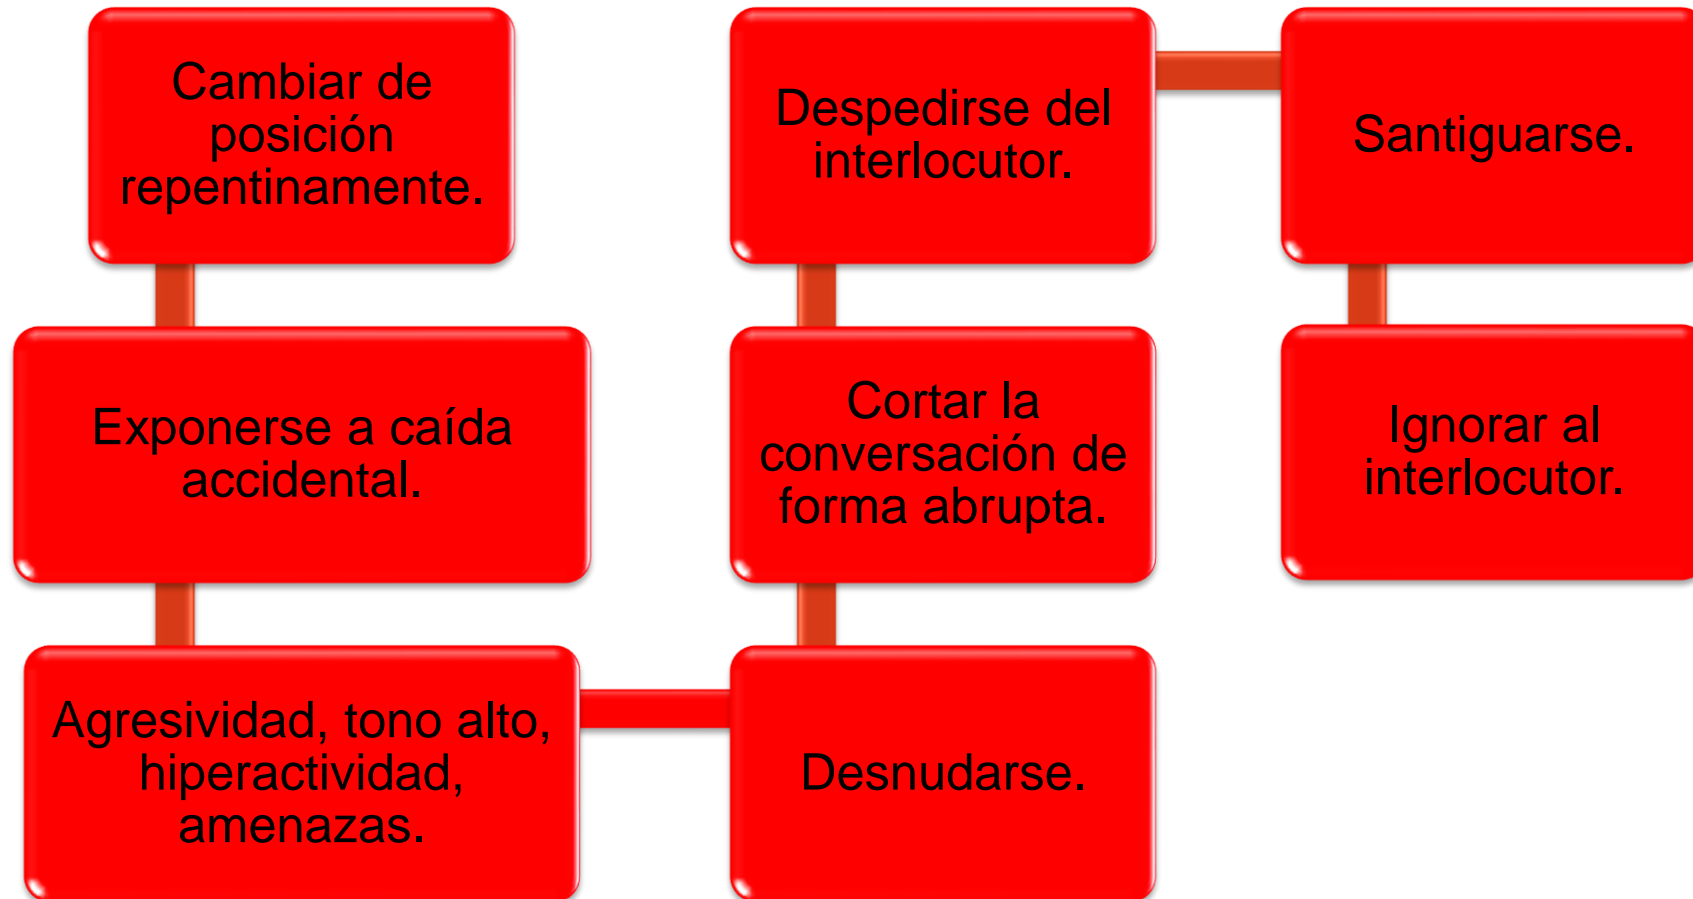 Cambiar de
posición
repentinamente.
Exponerse a caída
accidental.
Agresividad, tono alto,
hiperactividad,
amenazas.
Desnudarse.
Cortar la
conversación de
forma abrupta.
Despedirse del
interlocutor.
Santiguarse.
Ignorar al
interlocutor.